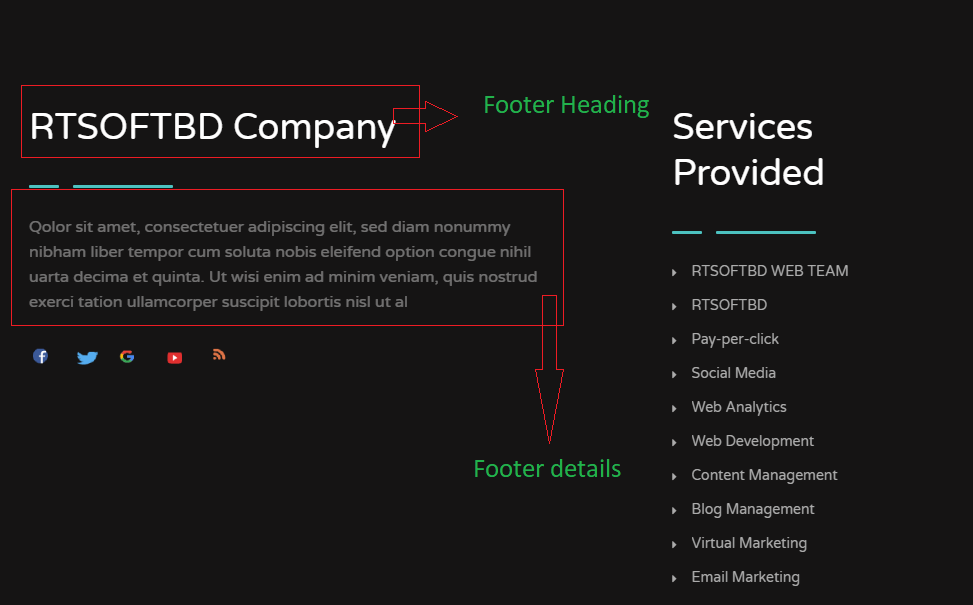 RTSOFTBD Company
Footer Heading
Qolor sit amet, consectetuer adipiscing elit, sed diam nonummy
nibham liber tempor cum soluta nobis eleifend option congue nihil
uarta decima et quinta. Ut wisi enim ad minim veniam, quis nostrud
exerci tation ullamcorper suscipit lobortis nisl ut al
Footer details
Services
Provided
RTSOFTBD WEB TEAM
RTSOFTBD
Pay-per-click
Social Media
Web Analytics
Web Development
Content Management
Blog Management
Virtual Marketing
Email Marketing